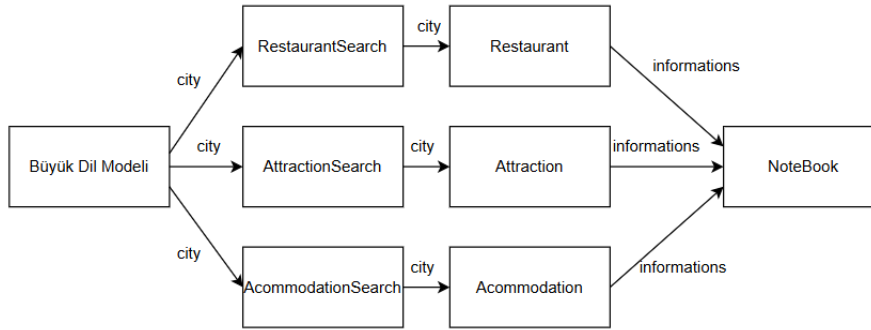 RestaurantSearch
city
Restaurant
informations
city
Büyük Dil Modeli
city
AttractionSearch
city
Attraction
informations
NoteBook
city
AcommodationSearch
city
Acommodation
informations